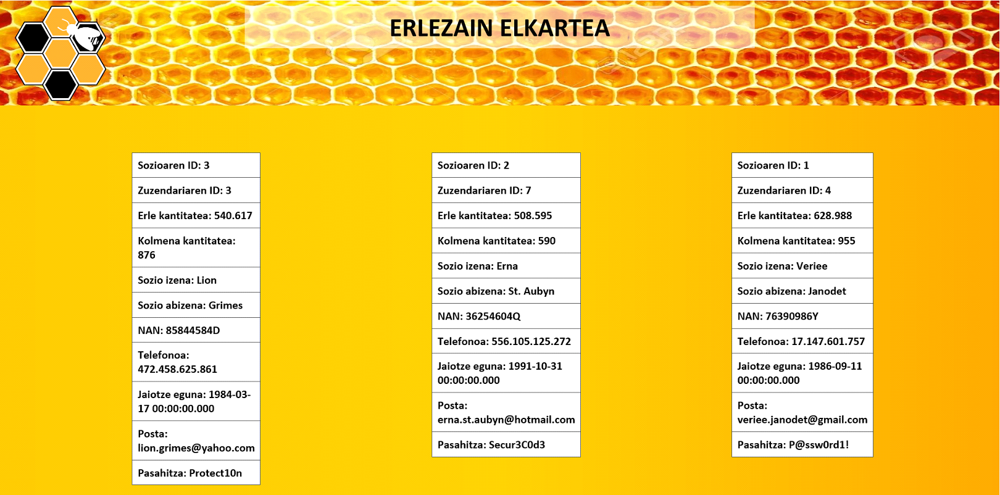 ERLEZAIN ELKARTEA
Sozioaren ID: 3
Zuzendariaren ID: 3
Erle kantitatea: 540.617
Kolmena kantitatea:
876
Sozio izena: Lion
Sozio abizena: Grimes
NAN: 85844584D
Telefonoa:
472.458.625.861
Jaiotze eguna: 1984-03-
17 00:00:00.000
Posta:
lion.grimes@yahoo.com
Pasahitza: Protect10n
Sozioaren ID: 2
Zuzendariaren ID: 7
Erle kantitatea: 508.595
Kolmena kantitatea: 590
Sozio izena: Erna
Sozio abizena: St. Aubyn
NAN: 36254604Q
Telefonoa: 556.105.125.272
Jaiotze eguna: 1991-10-31
00:00:00.000
Posta:
erna.st.aubyn@hotmail.com
Pasahitza: Secur3C0d3
Sozioaren ID: 1
Zuzendariaren ID: 4
Erle kantitatea: 628.988
Kolmena kantitatea: 955
Sozio izena: Veriee
Sozio abizena: Janodet
NAN: 76390986Y
Telefonoa: 17.147.601.757
Jaiotze eguna: 1986-09-11
00:00:00.000
Posta:
veriee.janodet@gmail.com
Pasahitza: P@ssw0rd1!